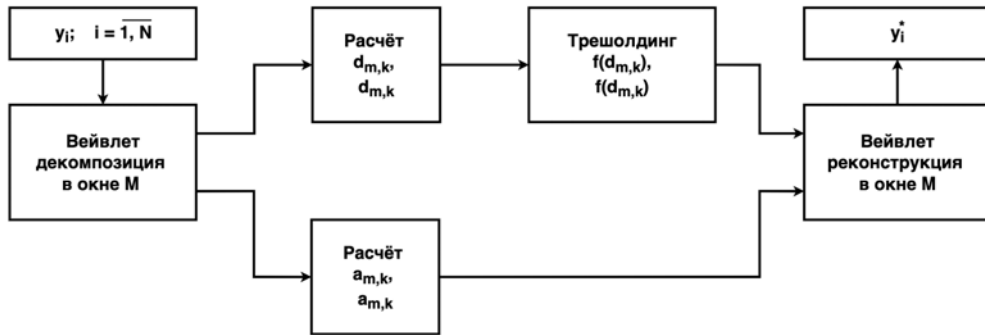 yᵢ; i = 1, N
Вейвлет
декомпозиция
в окне M
Расчёт
dₘ,ₖ,
dₘ,ₖ
Трешолдинг
f(dₘ,ₖ),
f(dₘ,ₖ)
Расчёт
aₘ,ₖ,
aₘ,ₖ
yᵢ*
Вейвлет
реконструкция
в окне M